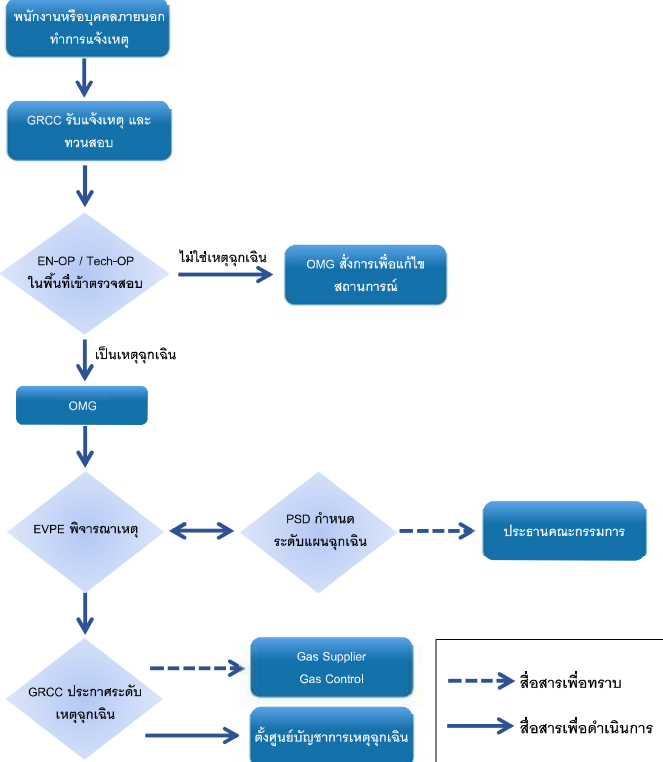 พนักงานหรือบุคคลภายนอก
ทำการแจ้งเหตุ
GRCC รับแจ้งเหตุ และ
ทวนสอบ
EN-OP / Tech-OP
ในพื้นที่เข้าตรวจสอบ
ไม่ใช่เหตุฉุกเฉิน
OMG สั่งการเพื่อแก้ไข
สถานการณ์
เป็นเหตุฉุกเฉิน
OMG
EVPE พิจารณาเหตุ
PSD กำหนด
ระดับแผนฉุกเฉิน
ประธานคณะกรรมการ
GRCC ประกาศระดับ
เหตุฉุกเฉิน
Gas Supplier
Gas Control
ตั้งศูนย์บัญชาการเหตุฉุกเฉิน
สื่อสารเพื่อทราบ
สื่อสารเพื่อดำเนินการ